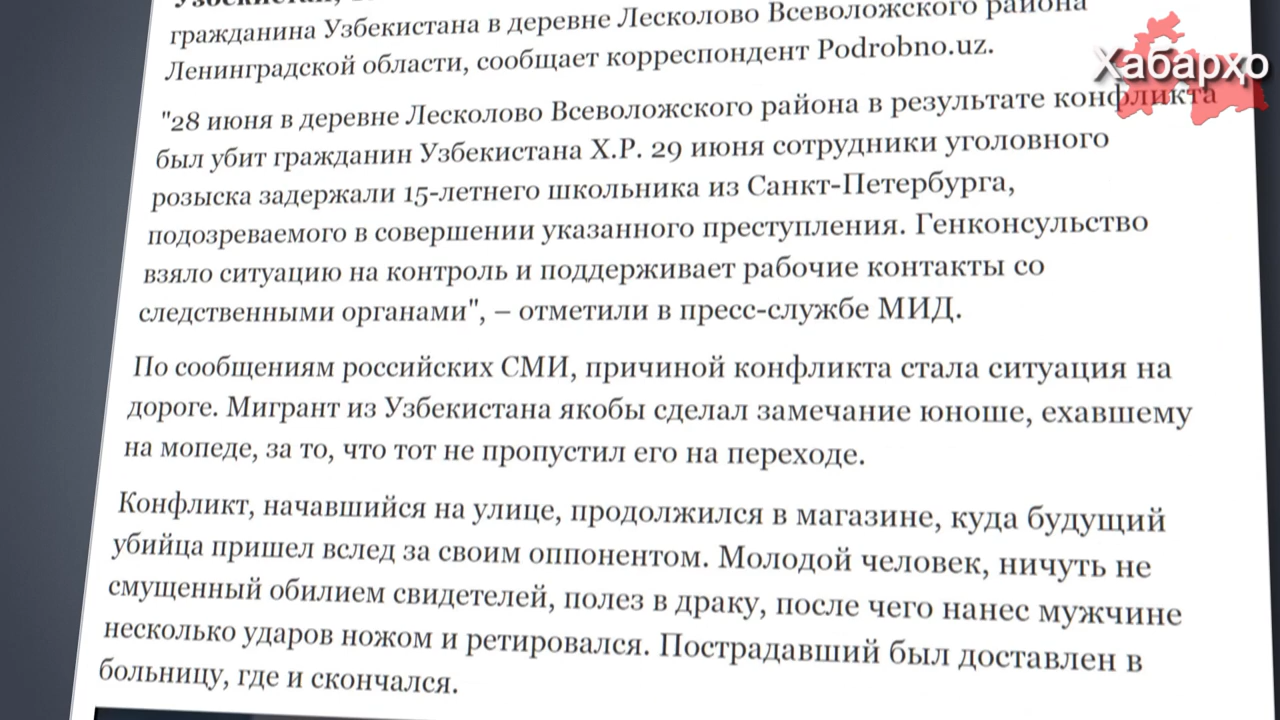 гражданина Узбекистана в деревне Лесколово Всеволожского района
Ленинградской области, сообщает корреспондент Podrobno.uz.
Хабарҳо
"28 июня в деревне Лесколово Всеволожского района в результате конфликта
был убит гражданин Узбекистана Х.Р. 29 июня сотрудники уголовного
розыска задержали 15-летнего школьника из Санкт-Петербурга,
подозреваемого в совершении указанного преступления. Генконсульство
взяло ситуацию на контроль и поддерживает рабочие контакты со
следственными органами", – отметили в пресс-службе МИД.
По сообщениям российских СМИ, причиной конфликта стала ситуация на
дороге. Мигрант из Узбекистана якобы сделал замечание юноше, ехавшему
на мопеде, за то, что тот не пропустил его на переходе.
Конфликт, начавшийся на улице, продолжился в магазине, куда будущий
убийца пришел вслед за своим оппонентом. Молодой человек, ничуть не
смущенный обилием свидетелей, полез в драку, после чего нанес мужчине
несколько ударов ножом и ретировался. Пострадавший был доставлен в
больницу, где и скончался.